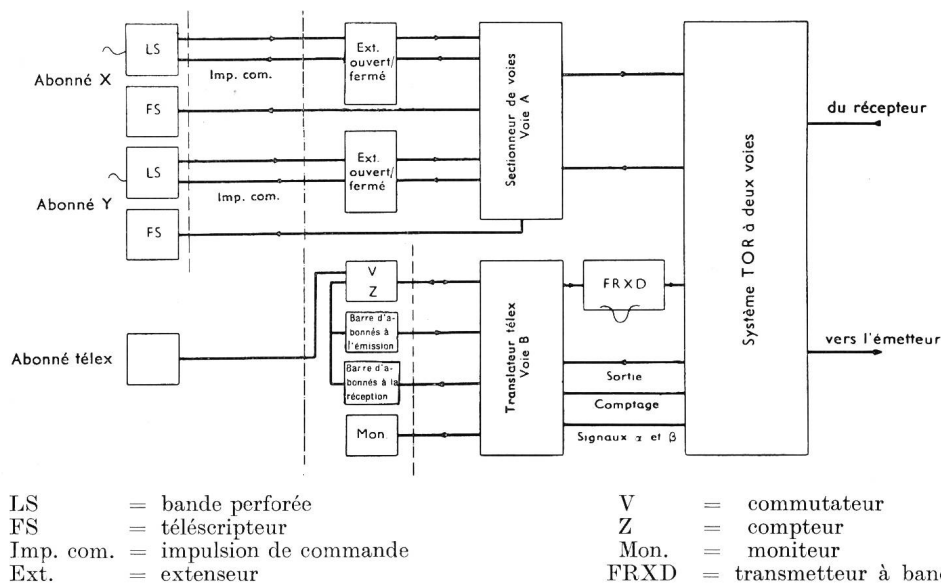 LS
Abonné X
FS
Imp. com.
Ext.
ouvert/
fermé
LS
Abonné Y
FS
Imp. com.
Ext.
ouvert/
fermé
Sectionneur de voies
Voie A
Système TOR à deux voies
du récepteur
vers l'émetteur
Abonné télex
V
Z
Barre d'a-
bonnés à
l'émission
Barre d'a-
bonnés à la
réception
Mon.
Translateur télex
Voie B
FRXD
Sortie
Comptage
Signaux α et β
LS = bande perforée
FS = téléscripteur
Imp. com. = impulsion de commande
Ext. = extenseur
V = commutateur
Z = compteur
Mon. = moniteur
FRXD = transmetteur à band